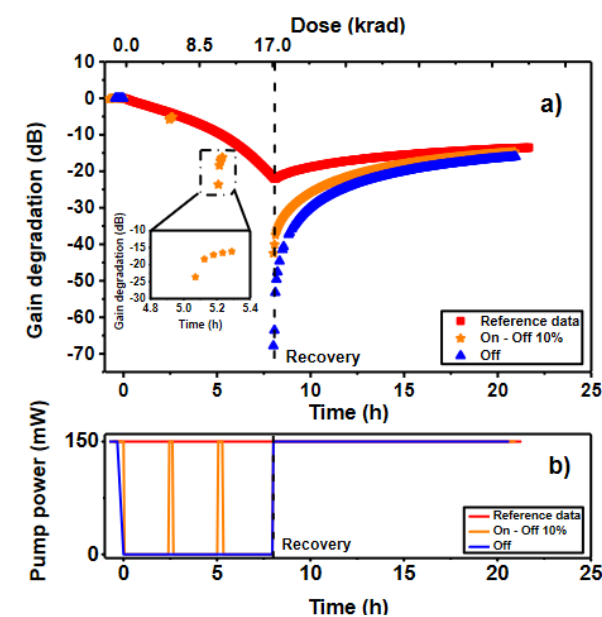 Dose (krad)
0.0 8.5 17.0
10
0
-10
-20
-30
-40
-50
-60
-70
Gain degradation (dB)
a)
-10
-15
-20
-25
-30
Gain degradation (dB)
4.8 5.0 5.2 5.4
Time (h)
Reference data
On - Off 10%
Off
Recovery
0 5 10 15 20 25
Time (h)
150
0
Pump power (mW)
b)
Reference data
On - Off 10%
Off
Recovery
0 5 10 15 20 25
Time (h)